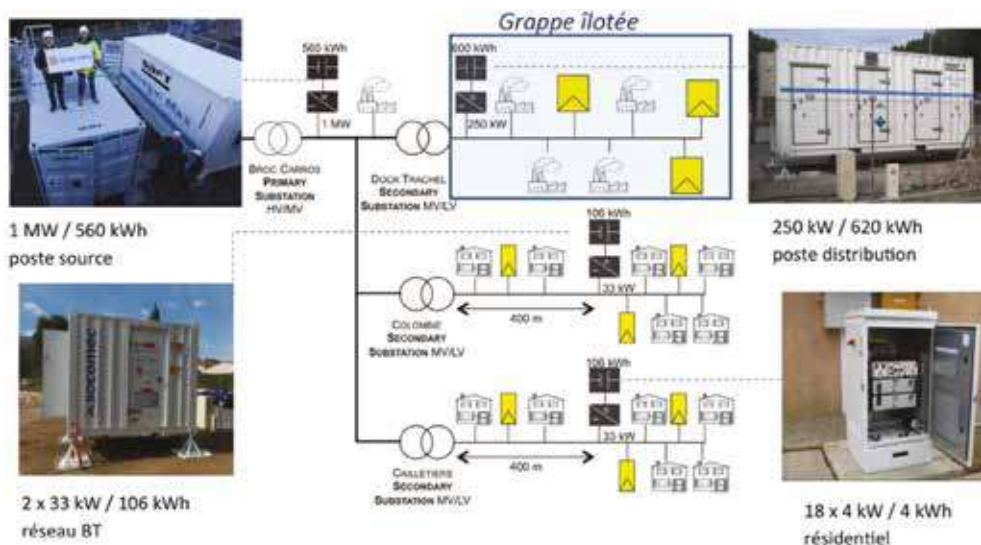 Grappe îlotée
560 kWh
1 MW
600 kWh
250 kW
BROC CARROS
PRIMARY
SUBSTATION
HV/MV
DOCK TRACHEL
SECONDARY
SUBSTATION MV/LV
1 MW / 560 kWh
poste source
250 kW / 620 kWh
poste distribution
106 kWh
33 kW
400 m
COLOMBIE
SECONDARY
SUBSTATION MV/LV
socomec
106 kWh
33 kW
400 m
CAILLETIERS
SECONDARY
SUBSTATION MV/LV
2 x 33 kW / 106 kWh
réseau BT
18 x 4 kW / 4 kWh
résidentiel